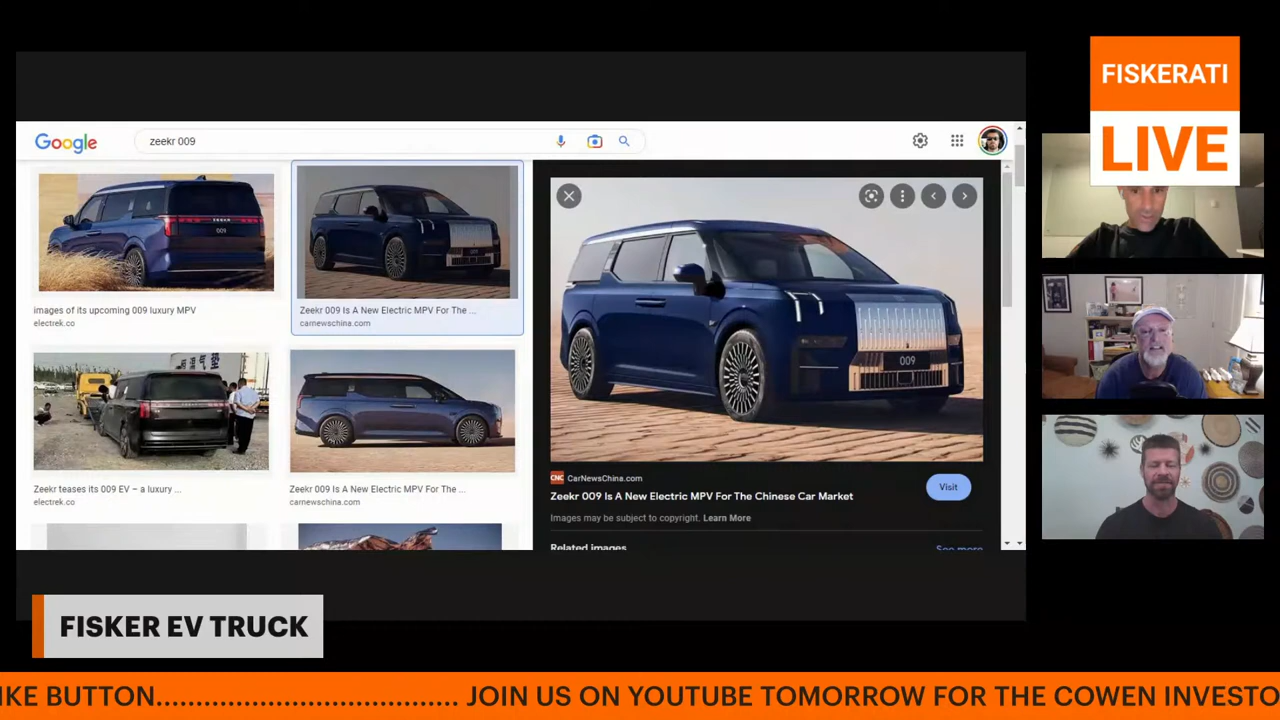 FISKERATI
LIVE
Google
zeekr 009
ZEEKR
009
images of its upcoming 009 luxury MPV
electrek.co
Zeekr 009 Is A New Electric MPV For The ...
carnewschina.com
Zeekr teases its 009 EV – a luxury ...
electrek.co
Zeekr 009 Is A New Electric MPV For The ...
carnewschina.com
009
CNC CarNewsChina.com
Zeekr 009 Is A New Electric MPV For The Chinese Car Market
Visit
Images may be subject to copyright. Learn More
Related images
See more
FISKER EV TRUCK
IKE BUTTON.................................... JOIN US ON YOUTUBE TOMORROW FOR THE COWEN INVESTO